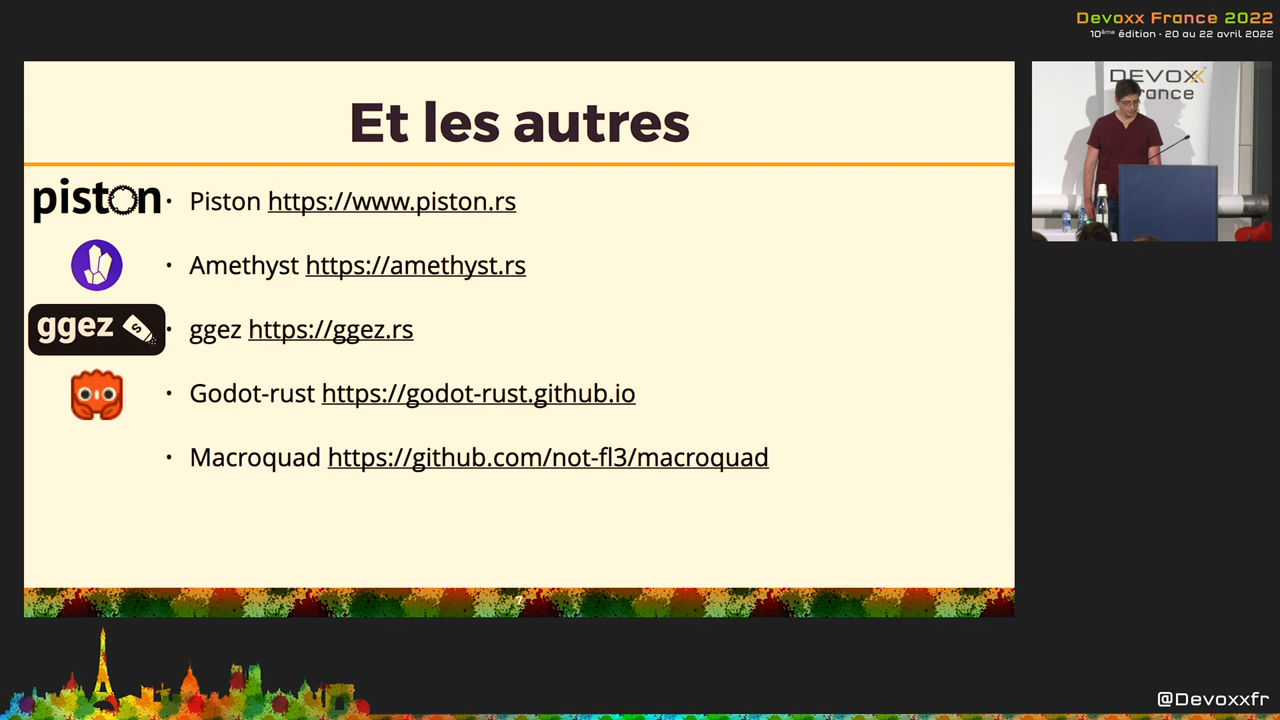 Devoxx France 2022
10ème édition - 20 au 22 avril 2022
DEVOXX
France
Et les autres
piston
• Piston https://www.piston.rs
• Amethyst https://amethyst.rs
ggez
• ggez https://ggez.rs
• Godot-rust https://godot-rust.github.io
• Macroquad https://github.com/not-fl3/macroquad
7
@Devoxxfr